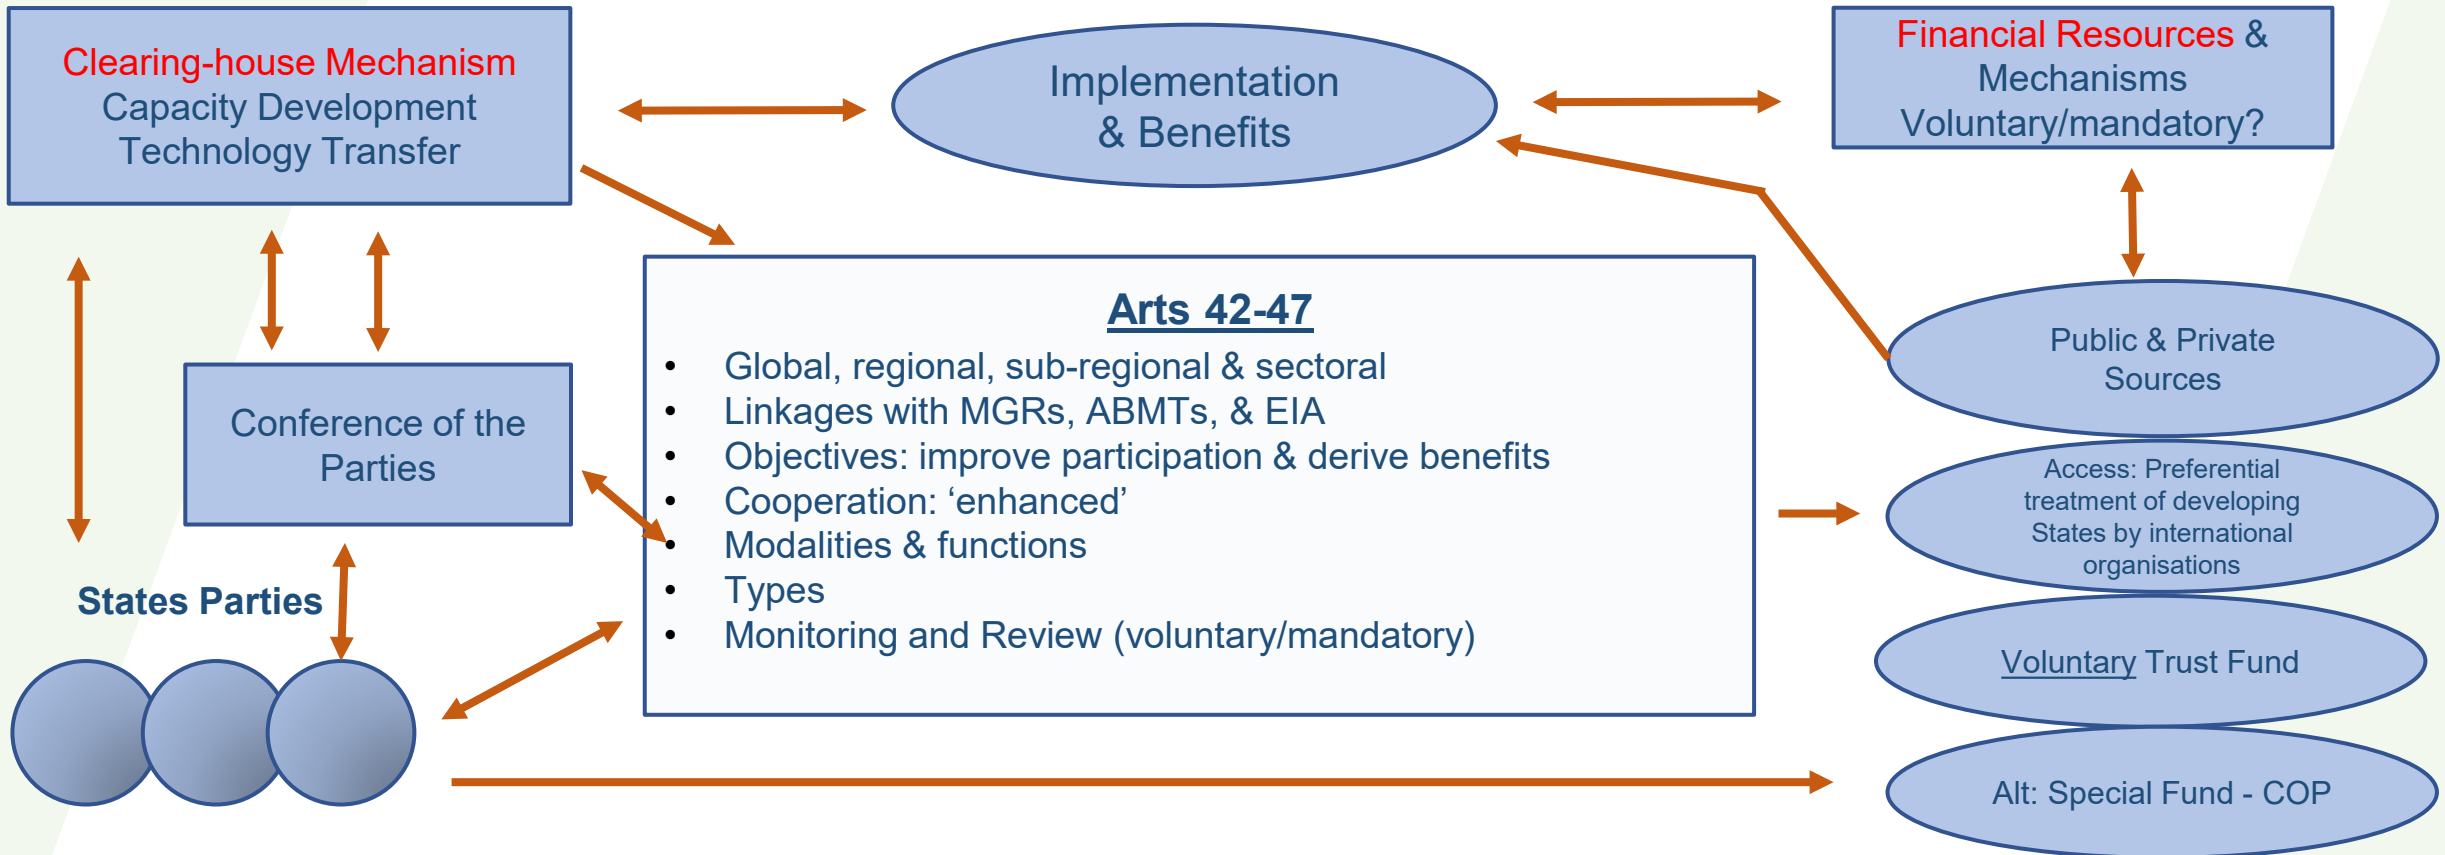 Clearing-house Mechanism
Capacity Development
Technology Transfer
Implementation
& Benefits
Financial Resources &
Mechanisms
Voluntary/mandatory?
Conference of the
Parties
States Parties
Arts 42-47
• Global, regional, sub-regional & sectoral
• Linkages with MGRs, ABMTs, & EIA
• Objectives: improve participation & derive benefits
• Cooperation: ‘enhanced’
• Modalities & functions
• Types
• Monitoring and Review (voluntary/mandatory)
Public & Private
Sources
Access: Preferential
treatment of developing
States by international
organisations
Voluntary Trust Fund
Alt: Special Fund - COP